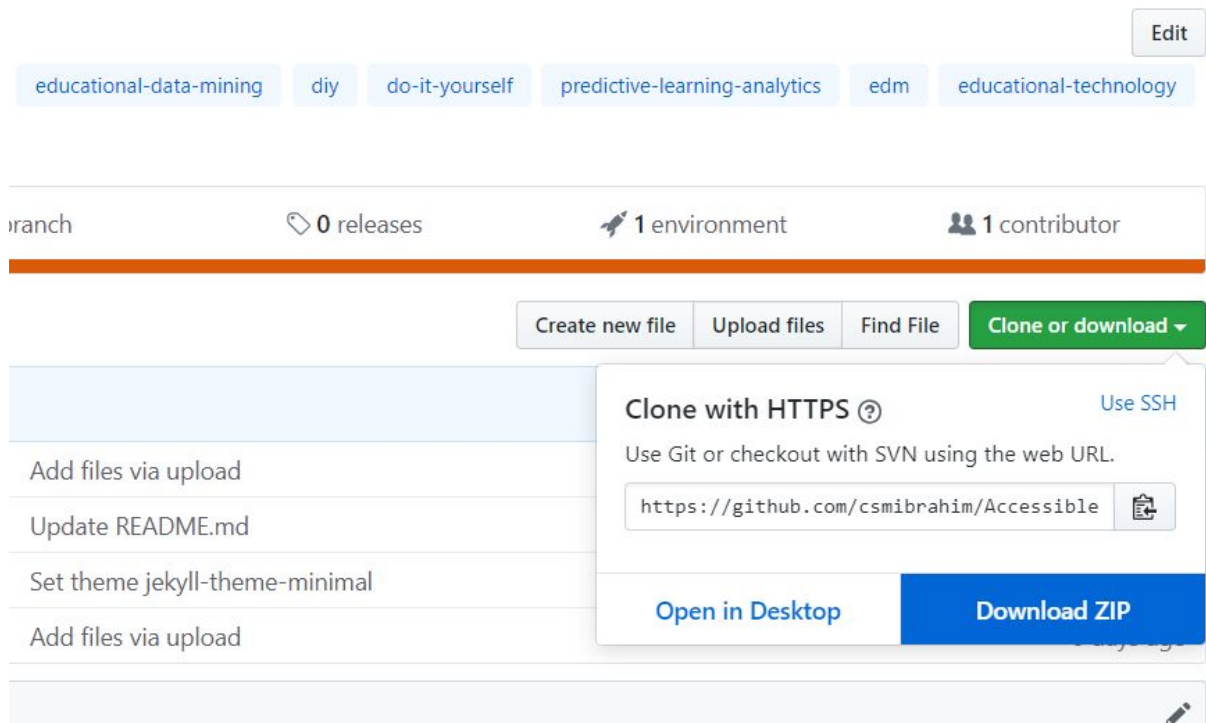 Edit
educational-data-mining diy do-it-yourself predictive-learning-analytics edm educational-technology
branch 0 releases 1 environment 1 contributor
Create new file Upload files Find File Clone or download
Clone with HTTPS Use SSH
Use Git or checkout with SVN using the web URL.
https://github.com/csmibrahim/Accessible
Add files via upload
Update README.md
Set theme jekyll-theme-minimal
Open in Desktop Download ZIP
Add files via upload days ago